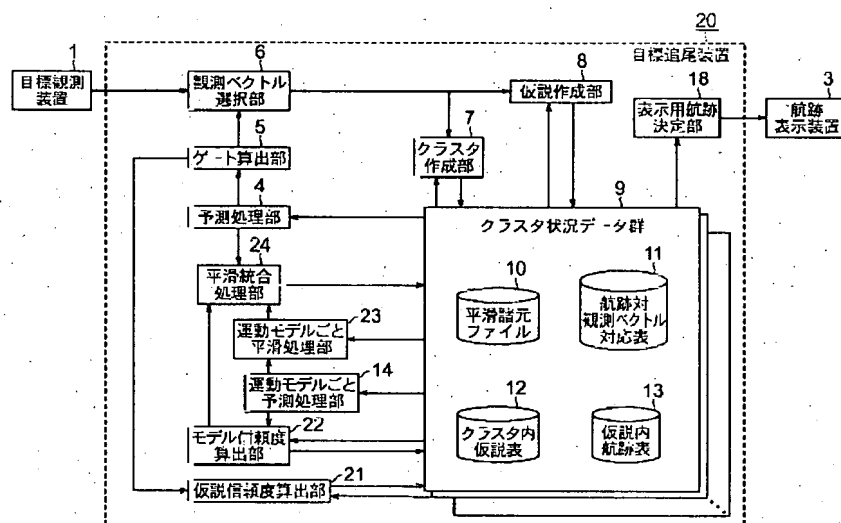 20
目標追尾装置
1
目標観測
装置
6
観測ベクトル
選択部
8
仮説作成部
18
表示用航跡
決定部
3
航跡
表示装置
7
クラスタ
作成部
5
ゲート算出部
4
予測処理部
9
クラスタ状況データ群
24
平滑統合
処理部
10
平滑諸元
ファイル
11
航跡対
観測ベクトル
対応表
23
運動モデルごと
平滑処理部
14
運動モデルごと
予測処理部
12
クラスタ内
仮説表
13
仮説内
航跡表
22
モデル信頼度
算出部
21
仮説信頼度算出部